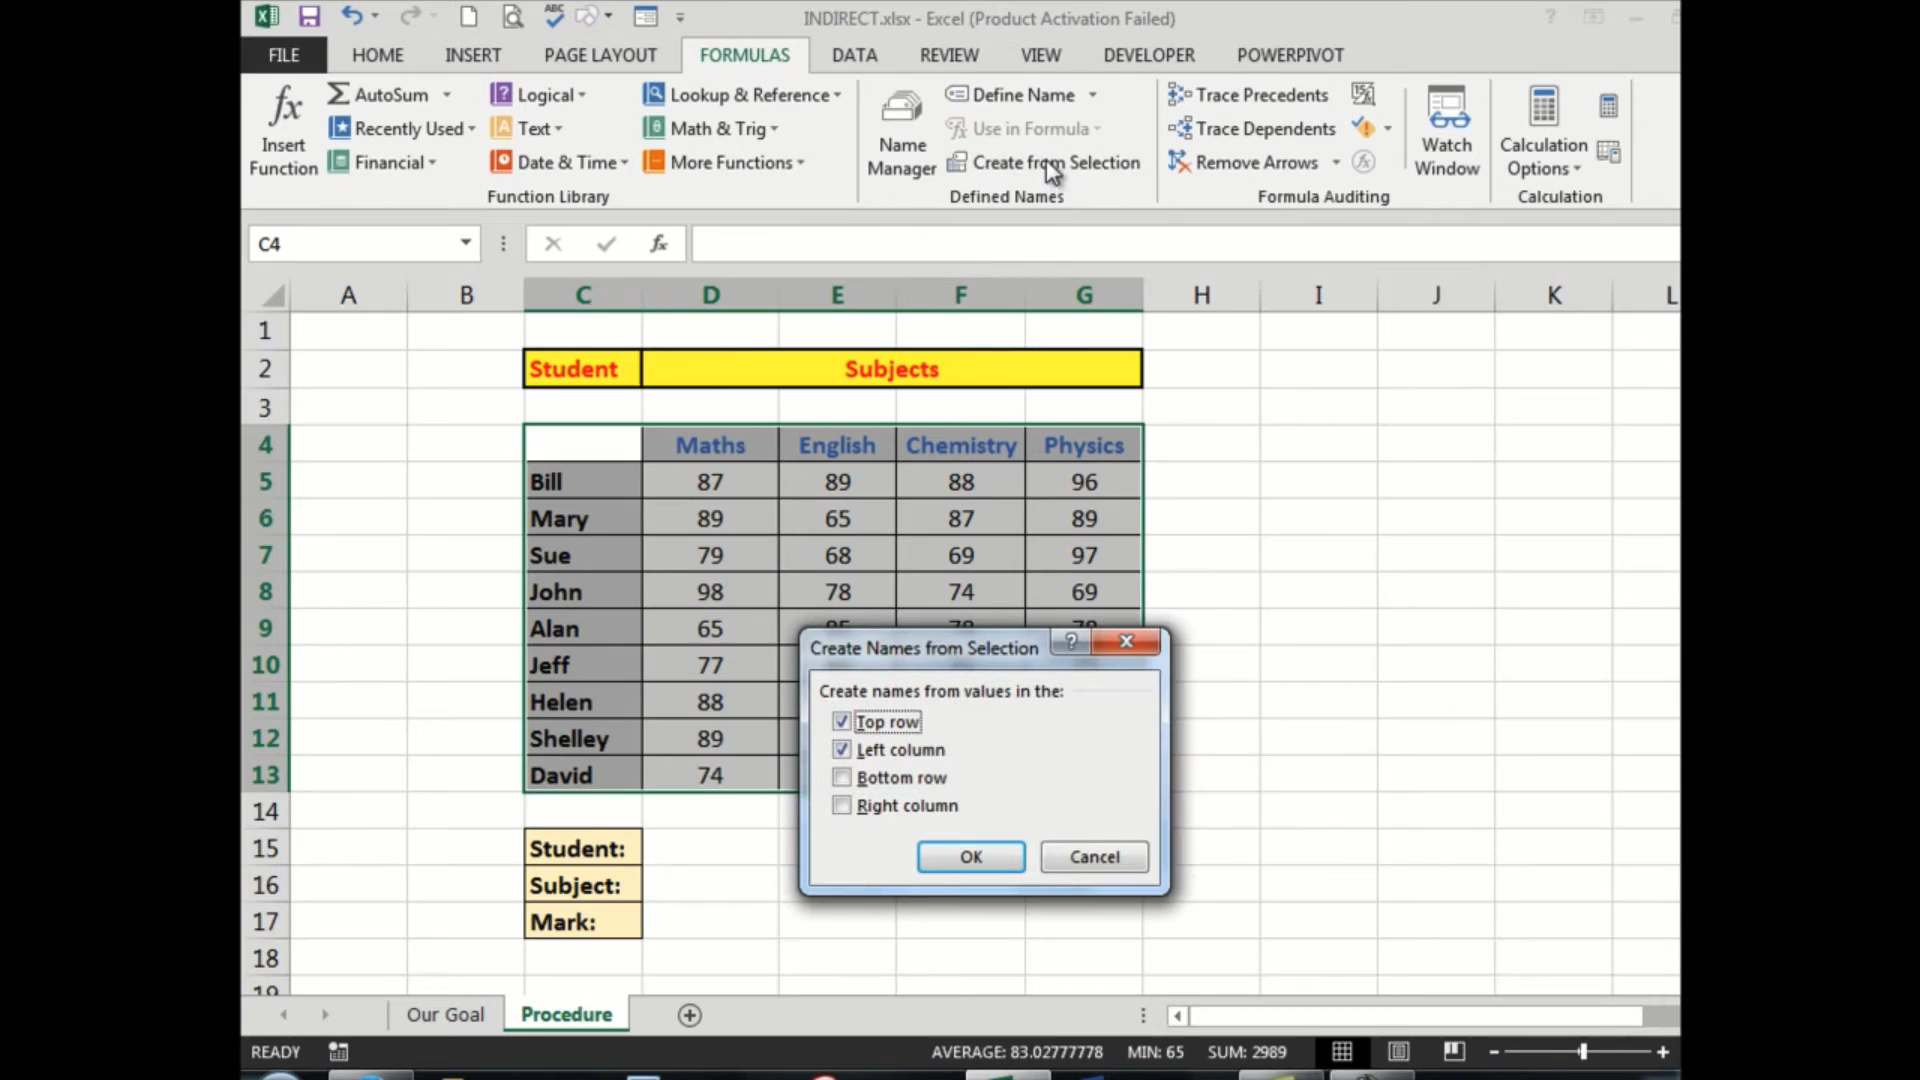 INDIRECT.xlsx - Excel (Product Activation Failed)
FILE HOME INSERT PAGE LAYOUT FORMULAS DATA REVIEW VIEW DEVELOPER POWERPIVOT
Insert Function
AutoSum
Recently Used
Financial
Logical
Text
Date & Time
Lookup & Reference
Math & Trig
More Functions
Function Library
Name Manager
Define Name
Use in Formula
Create from Selection
Defined Names
Trace Precedents
Trace Dependents
Remove Arrows
Formula Auditing
Watch Window
Calculation Options
Calculation
C4
A B C D E F G H I J K L
1
2 Student Subjects
3
4 Maths English Chemistry Physics
5 Bill 87 89 88 96
6 Mary 89 65 87 89
7 Sue 79 68 69 97
8 John 98 78 74 69
9 Alan 65
10 Jeff 77
11 Helen 88
12 Shelley 89
13 David 74
Create Names from Selection
Create names from values in the:
Top row
Left column
Bottom row
Right column
OK Cancel
14
15 Student:
16 Subject:
17 Mark:
18
19
Our Goal Procedure
READY AVERAGE: 83.02777778 MIN: 65 SUM: 2989